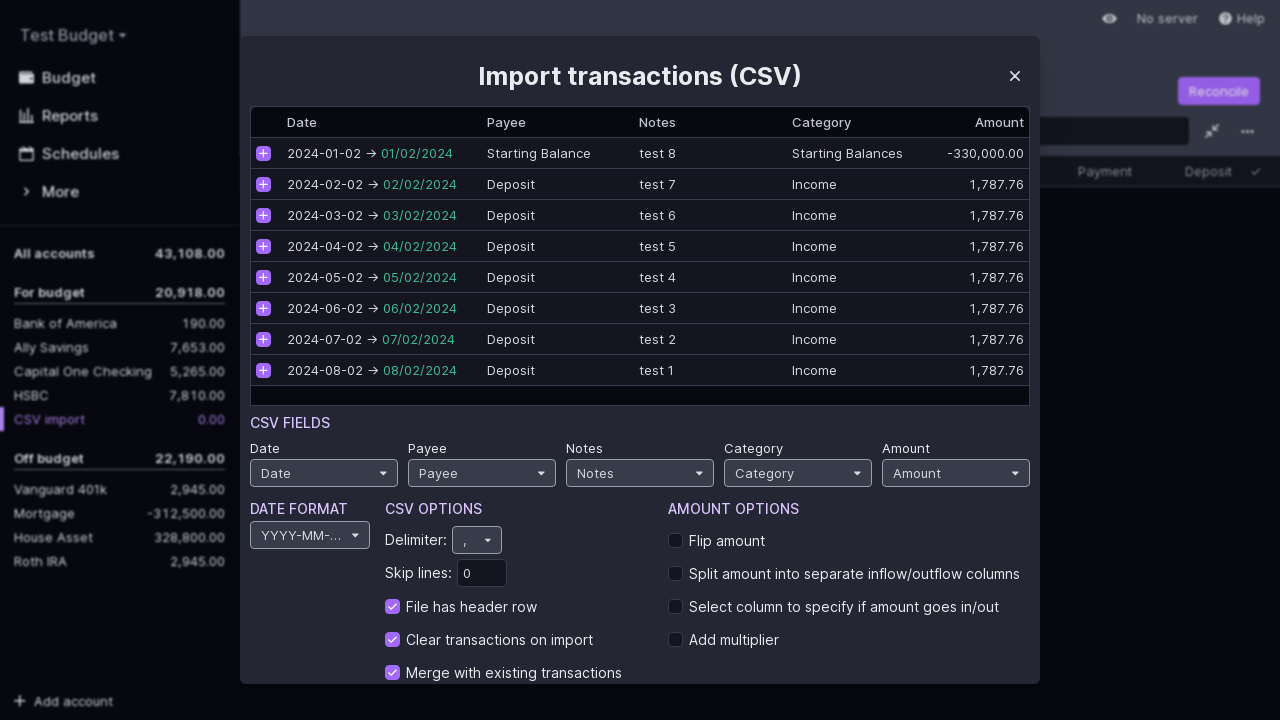 Test Budget
Budget
Reports
Schedules
More
All accounts 43,108.00
For budget 20,918.00
Bank of America 190.00
Ally Savings 7,653.00
Capital One Checking 5,265.00
HSBC 7,810.00
CSV import 0.00
Off budget 22,190.00
Vanguard 401k 2,945.00
Mortgage -312,500.00
House Asset 328,800.00
Roth IRA 2,945.00
Add account
No server Help
Reconcile
Payment Deposit
Import transactions (CSV)
Date Payee Notes Category Amount
2024-01-02 → 01/02/2024 Starting Balance test 8 Starting Balances -330,000.00
2024-02-02 → 02/02/2024 Deposit test 7 Income 1,787.76
2024-03-02 → 03/02/2024 Deposit test 6 Income 1,787.76
2024-04-02 → 04/02/2024 Deposit test 5 Income 1,787.76
2024-05-02 → 05/02/2024 Deposit test 4 Income 1,787.76
2024-06-02 → 06/02/2024 Deposit test 3 Income 1,787.76
2024-07-02 → 07/02/2024 Deposit test 2 Income 1,787.76
2024-08-02 → 08/02/2024 Deposit test 1 Income 1,787.76
CSV FIELDS
Date Payee Notes Category Amount
Date Payee Notes Category Amount
DATE FORMAT
YYYY-MM-...
CSV OPTIONS
Delimiter: ,
Skip lines: 0
File has header row
Clear transactions on import
Merge with existing transactions
AMOUNT OPTIONS
Flip amount
Split amount into separate inflow/outflow columns
Select column to specify if amount goes in/out
Add multiplier